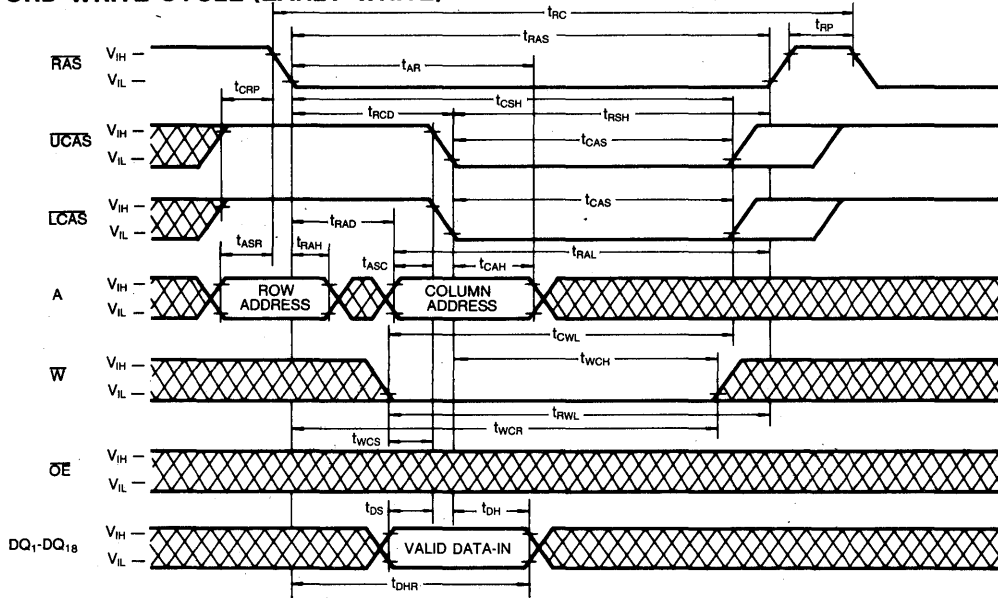 ORD WRITE CYCLE (EARLY WRITE)
tRC
tRAS
tRP
RAS
VIH
VIL
tAR
tCRP
tCSH
tRCD
tRSH
UCAS
VIH
VIL
tCAS
LCAS
VIH
VIL
tCAS
tRAD
tRAL
tASR
tRAH
tASC
tCAH
A
VIH
VIL
ROW ADDRESS
COLUMN ADDRESS
tCWL
W
VIH
VIL
tWCH
tRWL
tWCR
tWCS
OE
VIH
VIL
tDS
tDH
DQ1-DQ18
VIH
VIL
VALID DATA-IN
tDHR